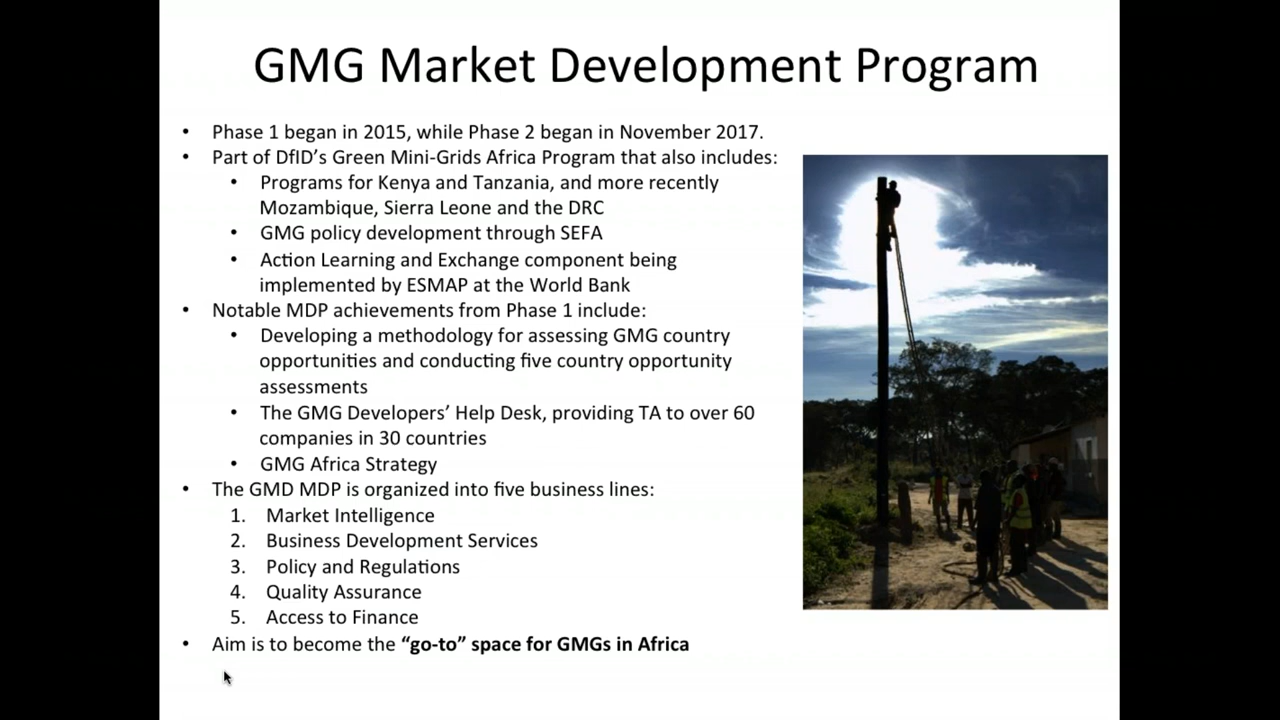 GMG Market Development Program
• Phase 1 began in 2015, while Phase 2 began in November 2017.
• Part of DfID’s Green Mini-Grids Africa Program that also includes:
• Programs for Kenya and Tanzania, and more recently
Mozambique, Sierra Leone and the DRC
• GMG policy development through SEFA
• Action Learning and Exchange component being
implemented by ESMAP at the World Bank
• Notable MDP achievements from Phase 1 include:
• Developing a methodology for assessing GMG country
opportunities and conducting five country opportunity
assessments
• The GMG Developers’ Help Desk, providing TA to over 60
companies in 30 countries
• GMG Africa Strategy
• The GMD MDP is organized into five business lines:
1. Market Intelligence
2. Business Development Services
3. Policy and Regulations
4. Quality Assurance
5. Access to Finance
• Aim is to become the “go-to” space for GMGs in Africa